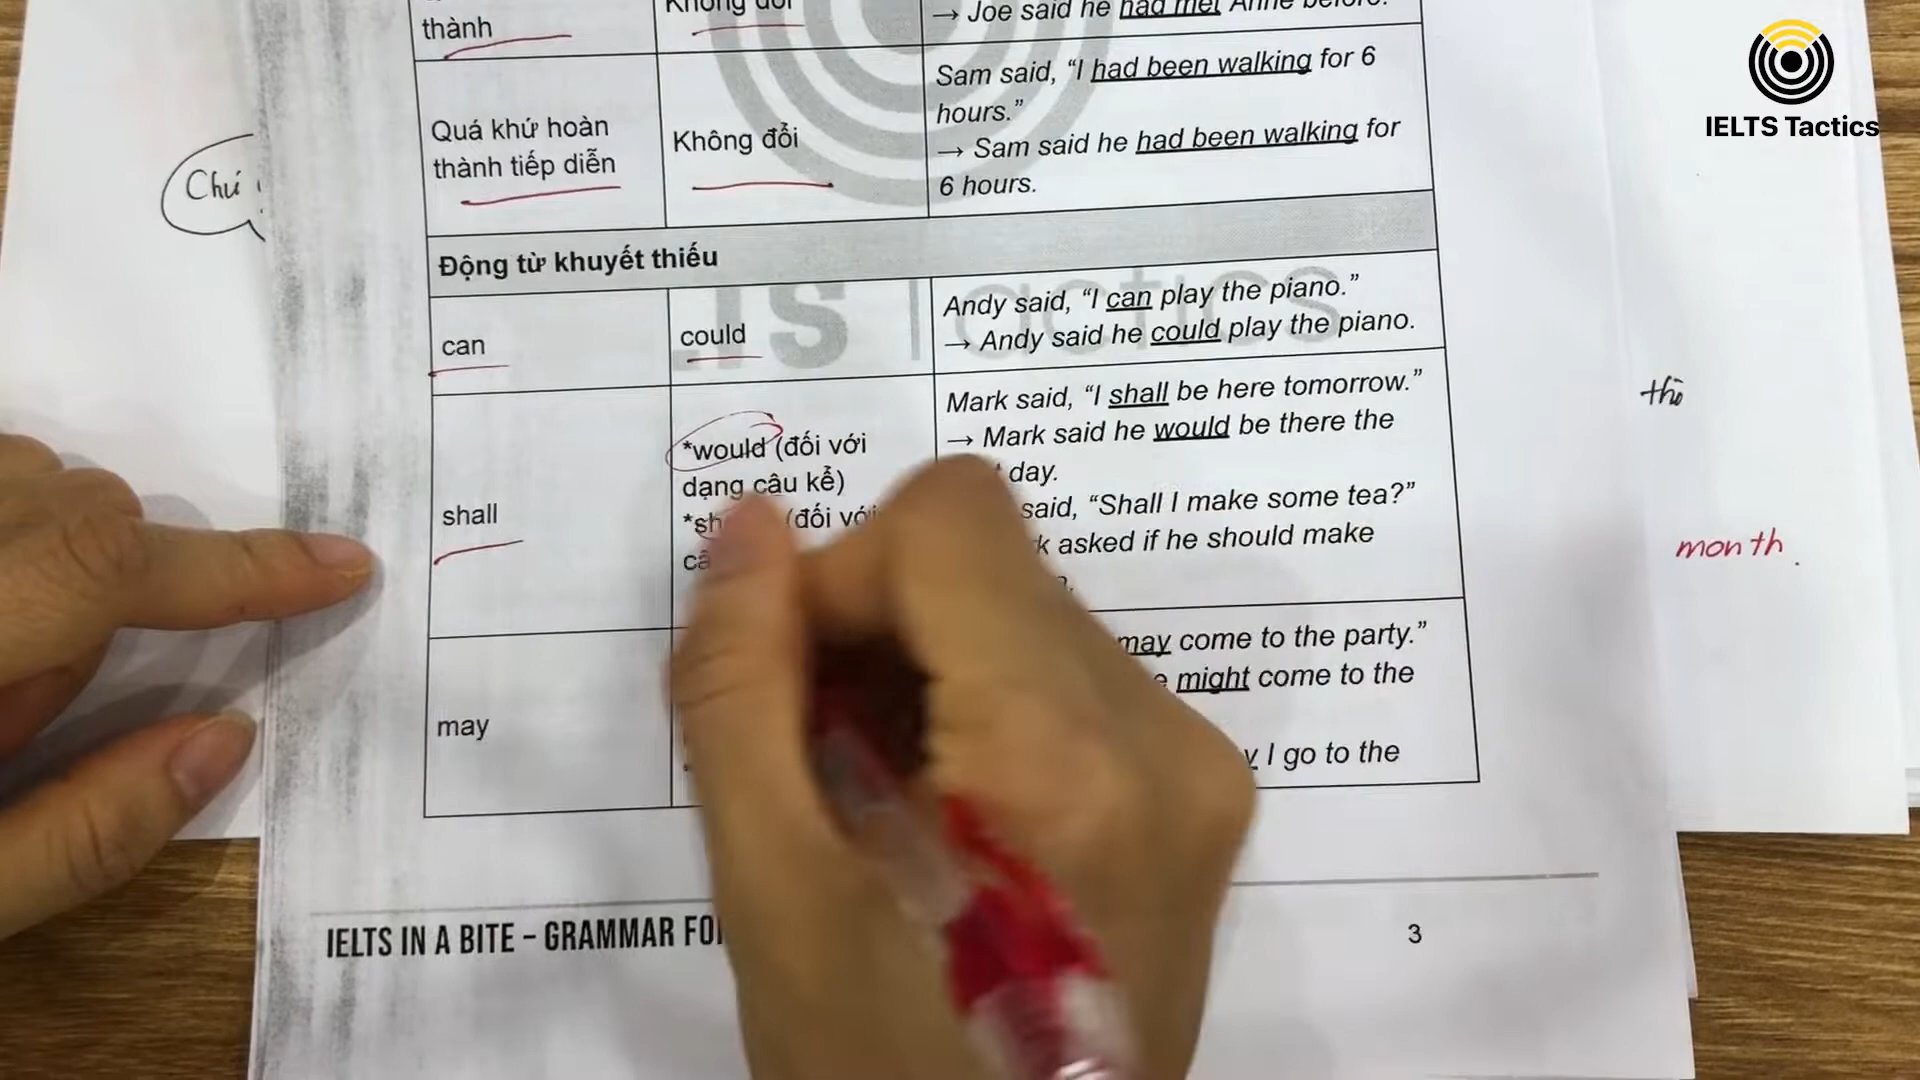 IELTS Tactics
thành
→ Joe said he had met Anne before.
Quá khứ hoàn
thành tiếp diễn
Không đổi
Sam said, “I had been walking for 6
hours.”
→ Sam said he had been walking for
6 hours.
Chú
Động từ khuyết thiếu
can
could
Andy said, “I can play the piano.”
→ Andy said he could play the piano.
shall
*would (đối với
dạng câu kể)
(đối với
Mark said, “I shall be here tomorrow.”
→ Mark said he would be there the
day.
said, “Shall I make some tea?”
asked if he should make
thì
month.
may
may come to the party.”
might come to the
I go to the
IELTS IN A BITE – GRAMMAR
3